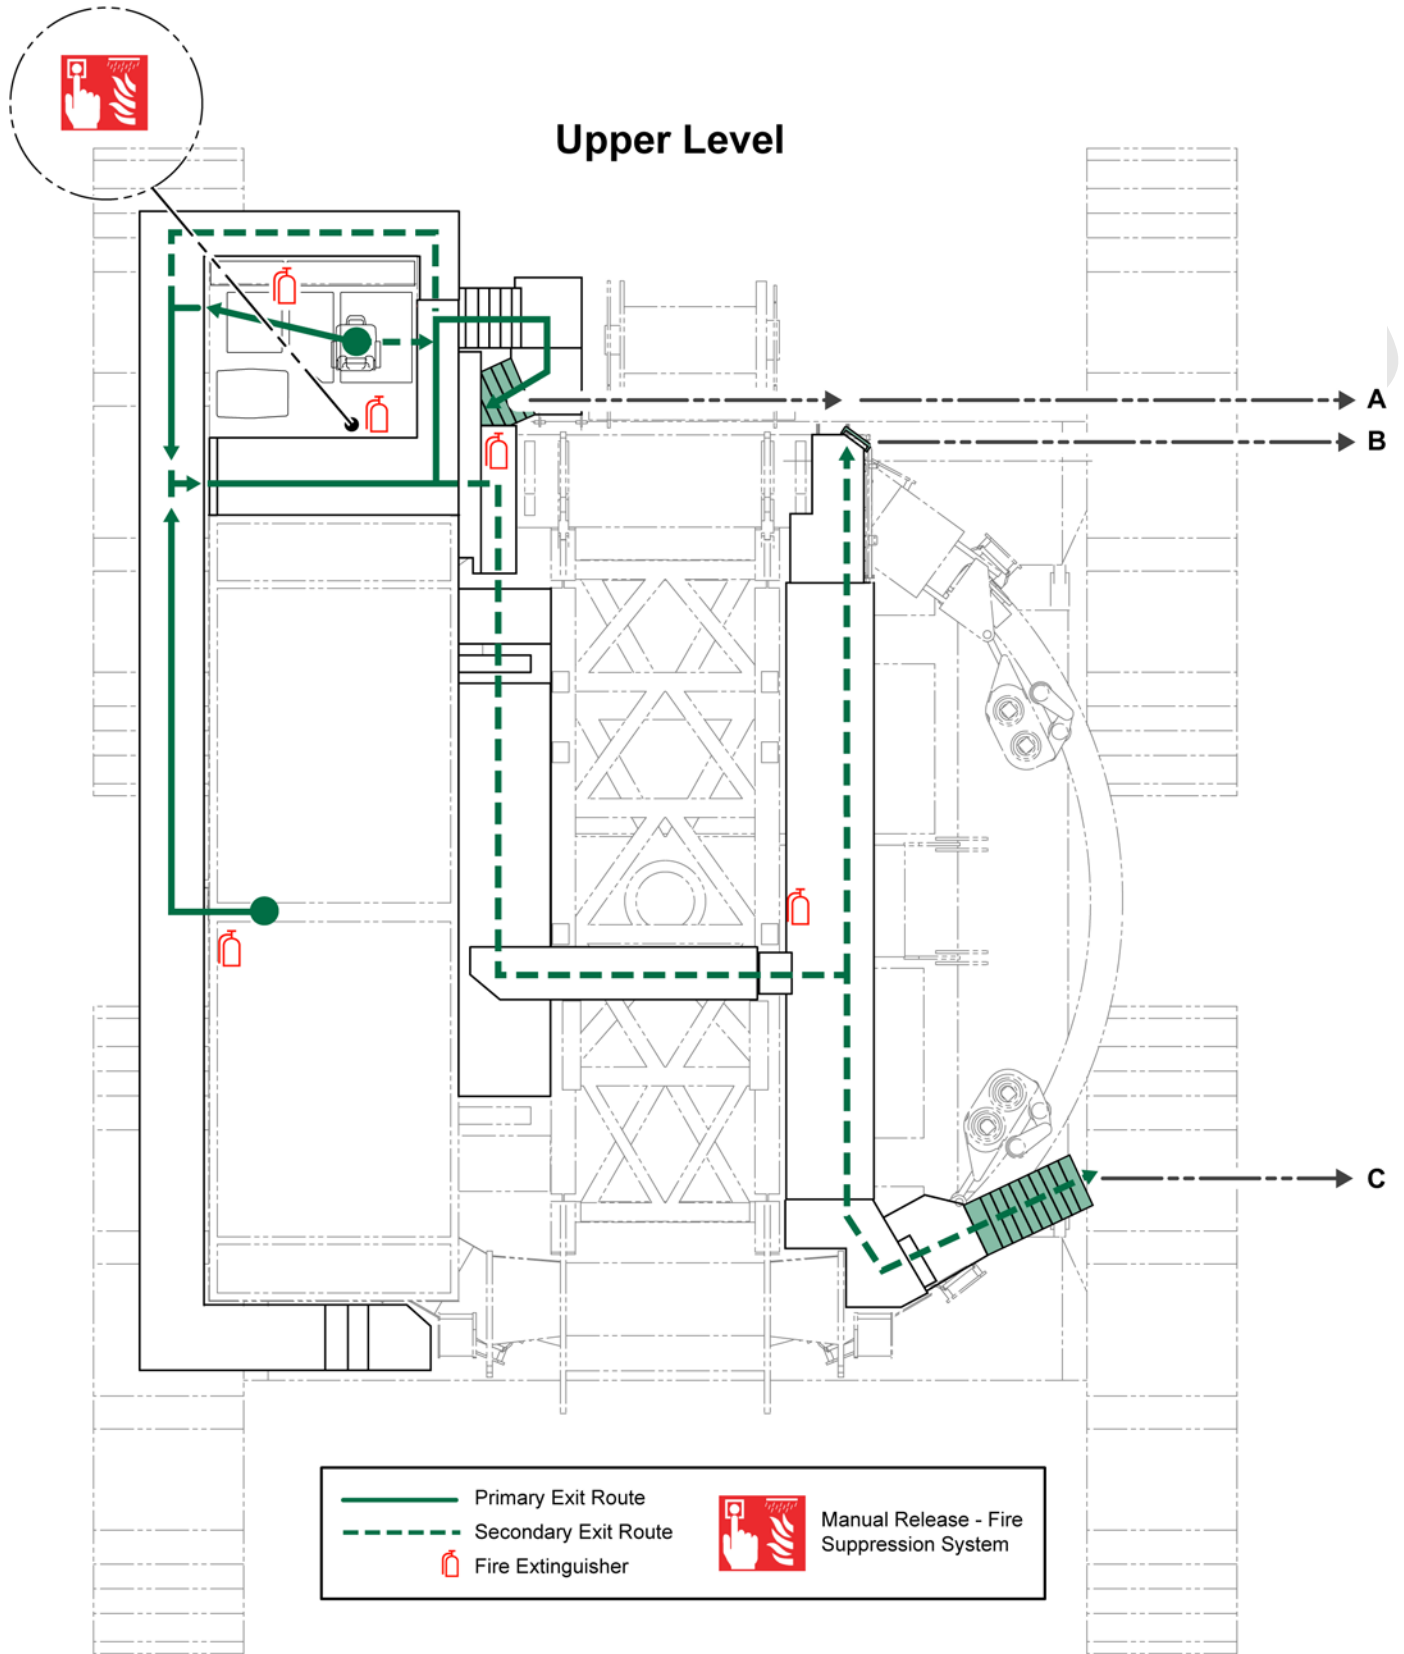 Upper Level
A
B
C
Primary Exit Route
Secondary Exit Route
Fire Extinguisher
Manual Release - Fire
Suppression System